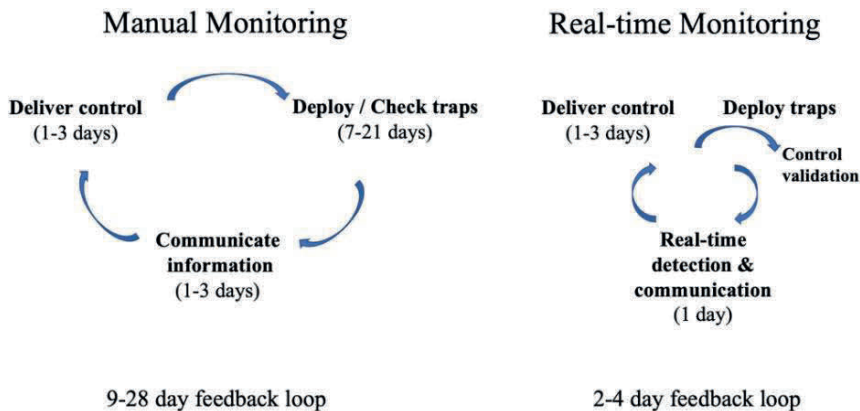 Manual Monitoring
Deliver control
(1-3 days)
Deploy / Check traps
(7-21 days)
Communicate
information
(1-3 days)
9-28 day feedback loop
Real-time Monitoring
Deliver control
(1-3 days)
Deploy traps
Control
validation
Real-time
detection &
communication
(1 day)
2-4 day feedback loop